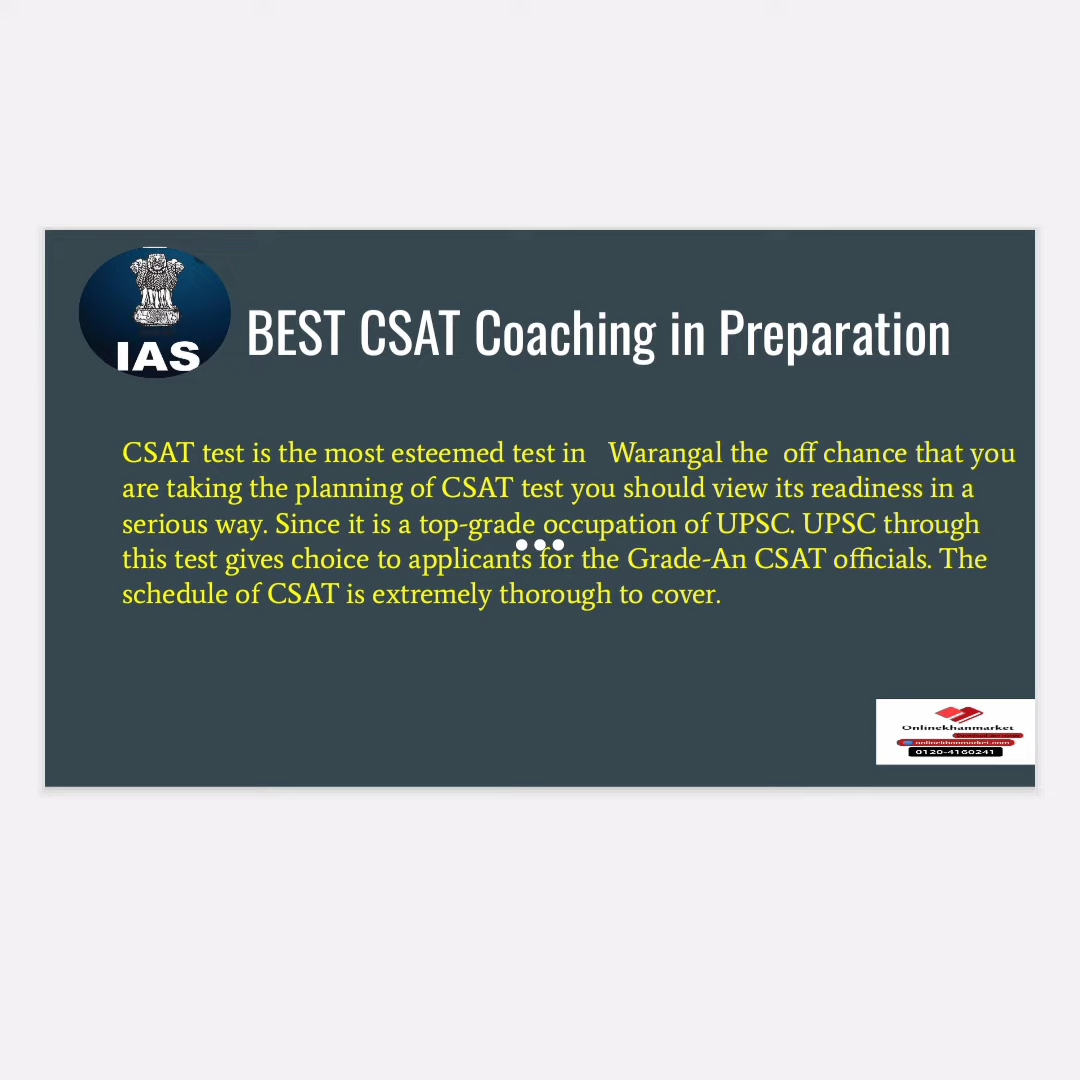 IAS
BEST CSAT Coaching in Preparation
CSAT test is the most esteemed test in Warangal the off chance that you
are taking the planning of CSAT test you should view its readiness in a
serious way. Since it is a top-grade occupation of UPSC. UPSC through
this test gives choice to applicants for the Grade-An CSAT officials. The
schedule of CSAT is extremely thorough to cover.
Onlinekhanmarket
onlinekhanmarket.com
0120-4160241